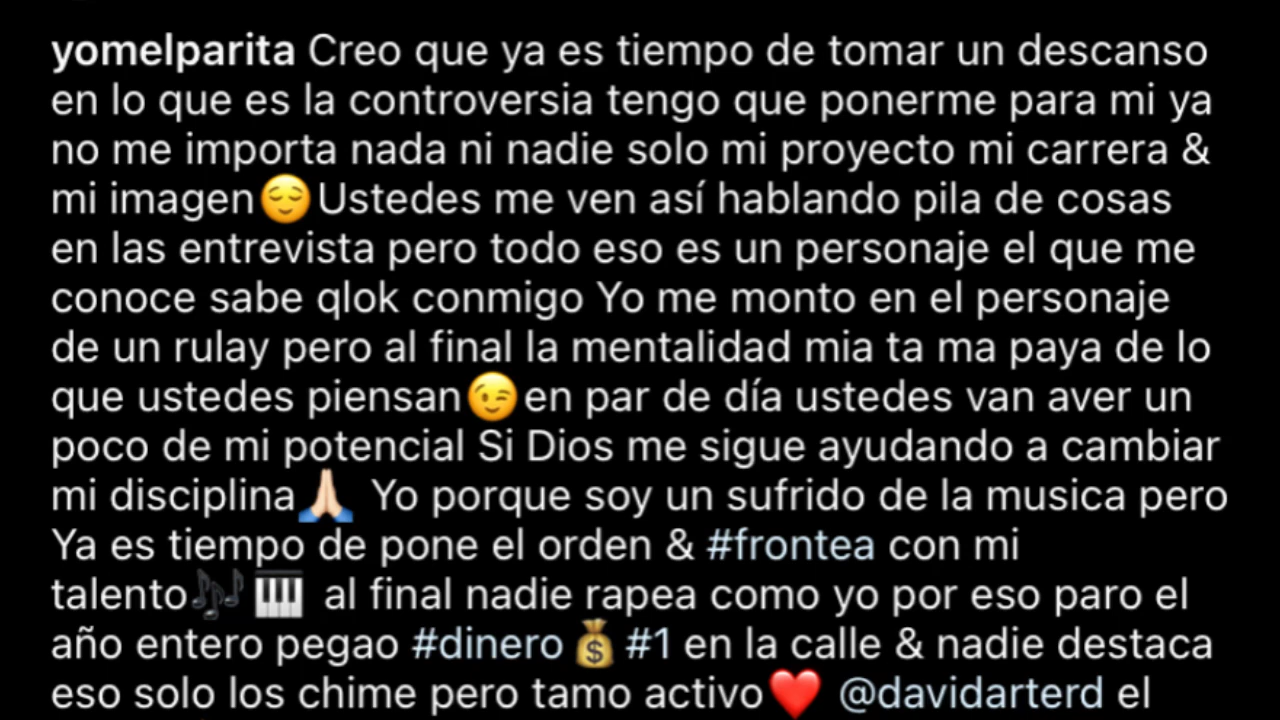 yomelparita Creo que ya es tiempo de tomar un descanso
en lo que es la controversia tengo que ponerme para mi ya
no me importa nada ni nadie solo mi proyecto mi carrera &
mi imagen😌Ustedes me ven así hablando pila de cosas
en las entrevista pero todo eso es un personaje el que me
conoce sabe qlok conmigo Yo me monto en el personaje
de un rulay pero al final la mentalidad mia ta ma paya de lo
que ustedes piensan😉en par de día ustedes van aver un
poco de mi potencial Si Dios me sigue ayudando a cambiar
mi disciplina🙏🏻 Yo porque soy un sufrido de la musica pero
Ya es tiempo de pone el orden & #frontea con mi
talento🎶🎹 al final nadie rapea como yo por eso paro el
año entero pegao #dinero💰#1 en la calle & nadie destaca
eso solo los chime pero tamo activo❤️ @davidarterd el